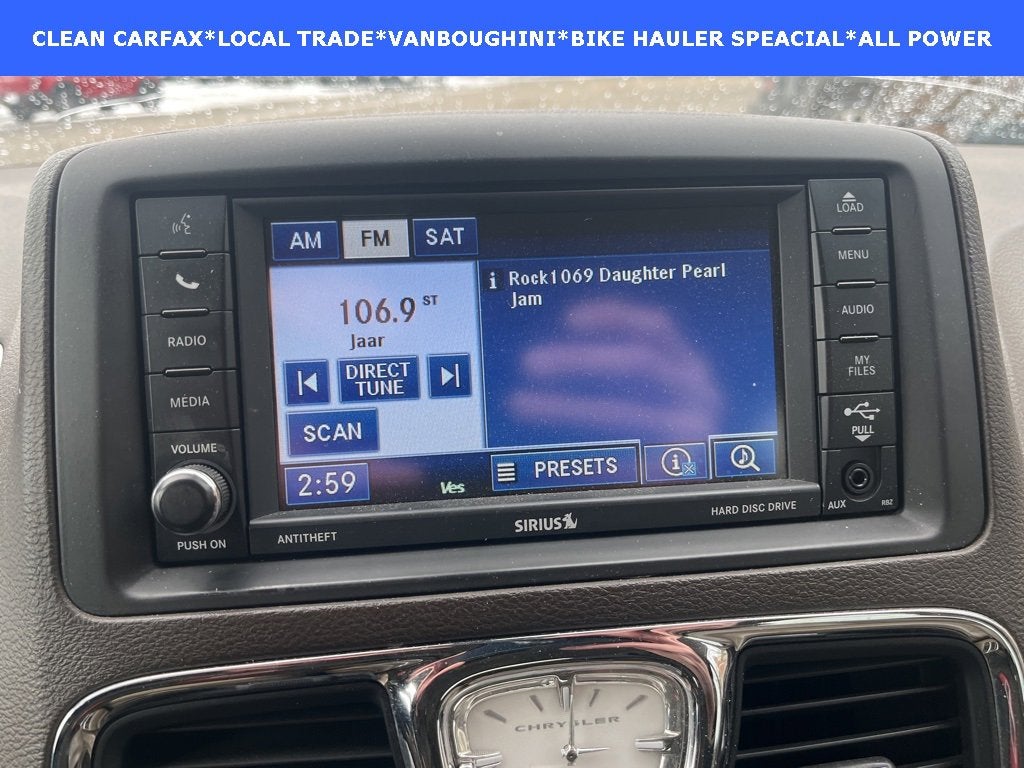 CLEAN CARFAX*LOCAL TRADE*VANBOUGHINI*BIKE HAULER SPEACIAL*ALL POWER
LOAD
AM FM SAT
MENU
i Rock1069 Daughter Pearl
Jam
106.9 ST
Jaar
RADIO
AUDIO
DIRECT
TUNE
MY
FILES
MEDIA
SCAN
PULL
VOLUME
2:59
Ves
PRESETS
i
PUSH ON
ANTITHEFT
SIRIUS
HARD DISC DRIVE
AUX
RBZ
CHRYSLER